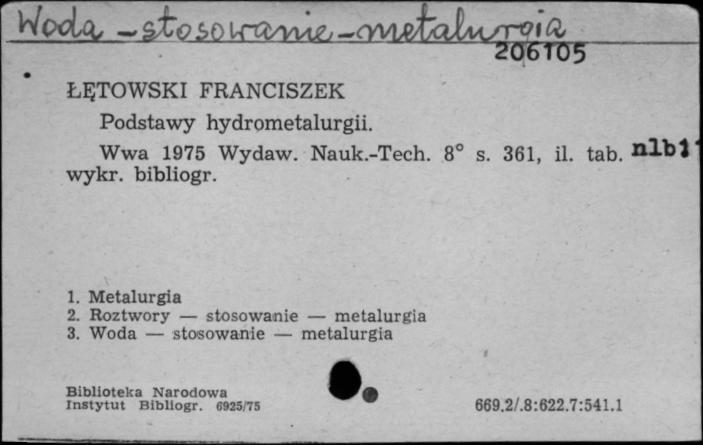 Woda - stosowanie - metalurgia
206105
ŁĘTOWSKI FRANCISZEK
Podstawy hydrometalurgii.
Wwa 1975 Wydaw. Nauk.-Tech. 8° s. 361, il. tab. nlb
wykr. bibliogr.
1. Metalurgia
2. Roztwory — stosowanie — metalurgia
3. Woda — stosowanie — metalurgia
Biblioteka Narodowa
Instytut Bibliogr. 6925/75
669.2/.8:622.7:541.1